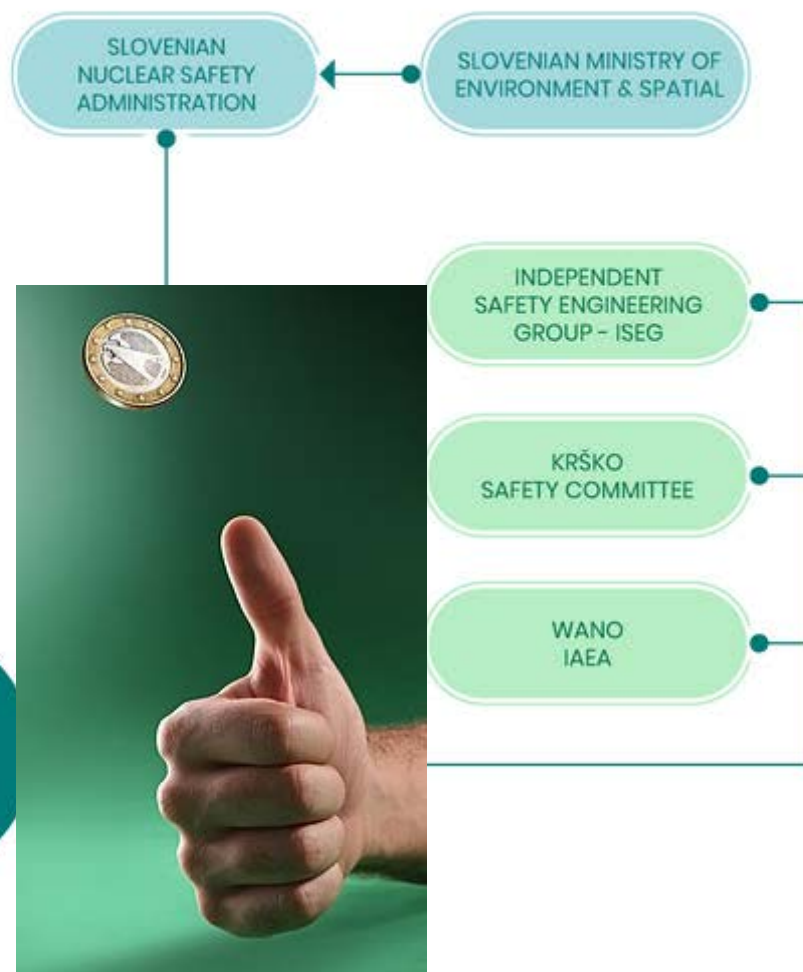 SLOVENIAN
NUCLEAR SAFETY
ADMINISTRATION
SLOVENIAN MINISTRY OF
ENVIRONMENT & SPATIAL
INDEPENDENT
SAFETY ENGINEERING
GROUP - ISEG
KRŠKO
SAFETY COMMITTEE
WANO
IAEA